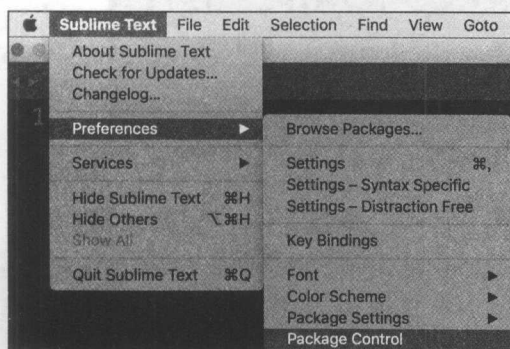 Sublime Text File Edit Selection Find View Goto
About Sublime Text
Check for Updates...
Changelog...
1
Preferences ▶
Services ▶
Hide Sublime Text ⌘H
Hide Others ⌥⌘H
Show All
Quit Sublime Text ⌘Q
Browse Packages...
Settings ⌘,
Settings – Syntax Specific
Settings – Distraction Free
Key Bindings
Font ▶
Color Scheme ▶
Package Settings ▶
Package Control